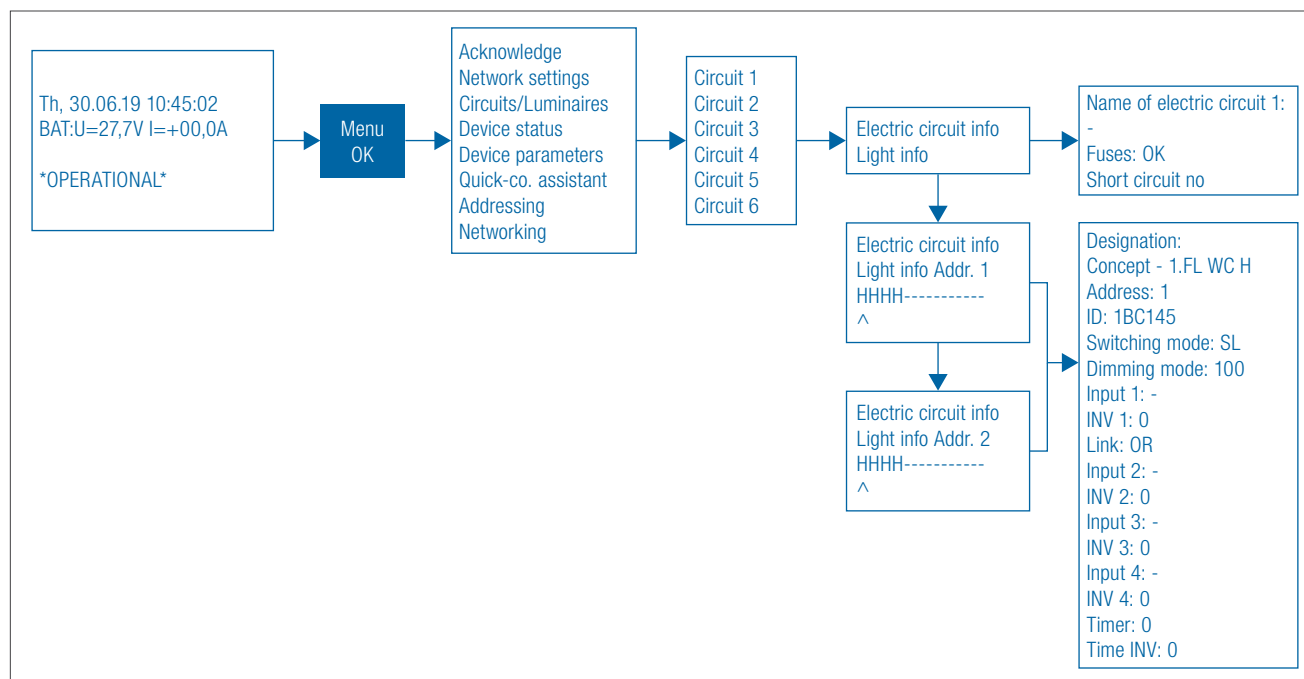 Th, 30.06.19 10:45:02
BAT:U=27,7V I=+00,0A
*OPERATIONAL*
Menu
OK
Acknowledge
Network settings
Circuits/Luminaires
Device status
Device parameters
Quick-co. assistant
Addressing
Networking
Circuit 1
Circuit 2
Circuit 3
Circuit 4
Circuit 5
Circuit 6
Electric circuit info
Light info
Name of electric circuit 1:
-
Fuses: OK
Short circuit no
Electric circuit info
Light info Addr. 1
HHHH-----------
^
Electric circuit info
Light info Addr. 2
HHHH-----------
^
Designation:
Concept - 1.FL WC H
Address: 1
ID: 1BC145
Switching mode: SL
Dimming mode: 100
Input 1: -
INV 1: 0
Link: OR
Input 2: -
INV 2: 0
Input 3: -
INV 3: 0
Input 4: -
INV 4: 0
Timer: 0
Time INV: 0